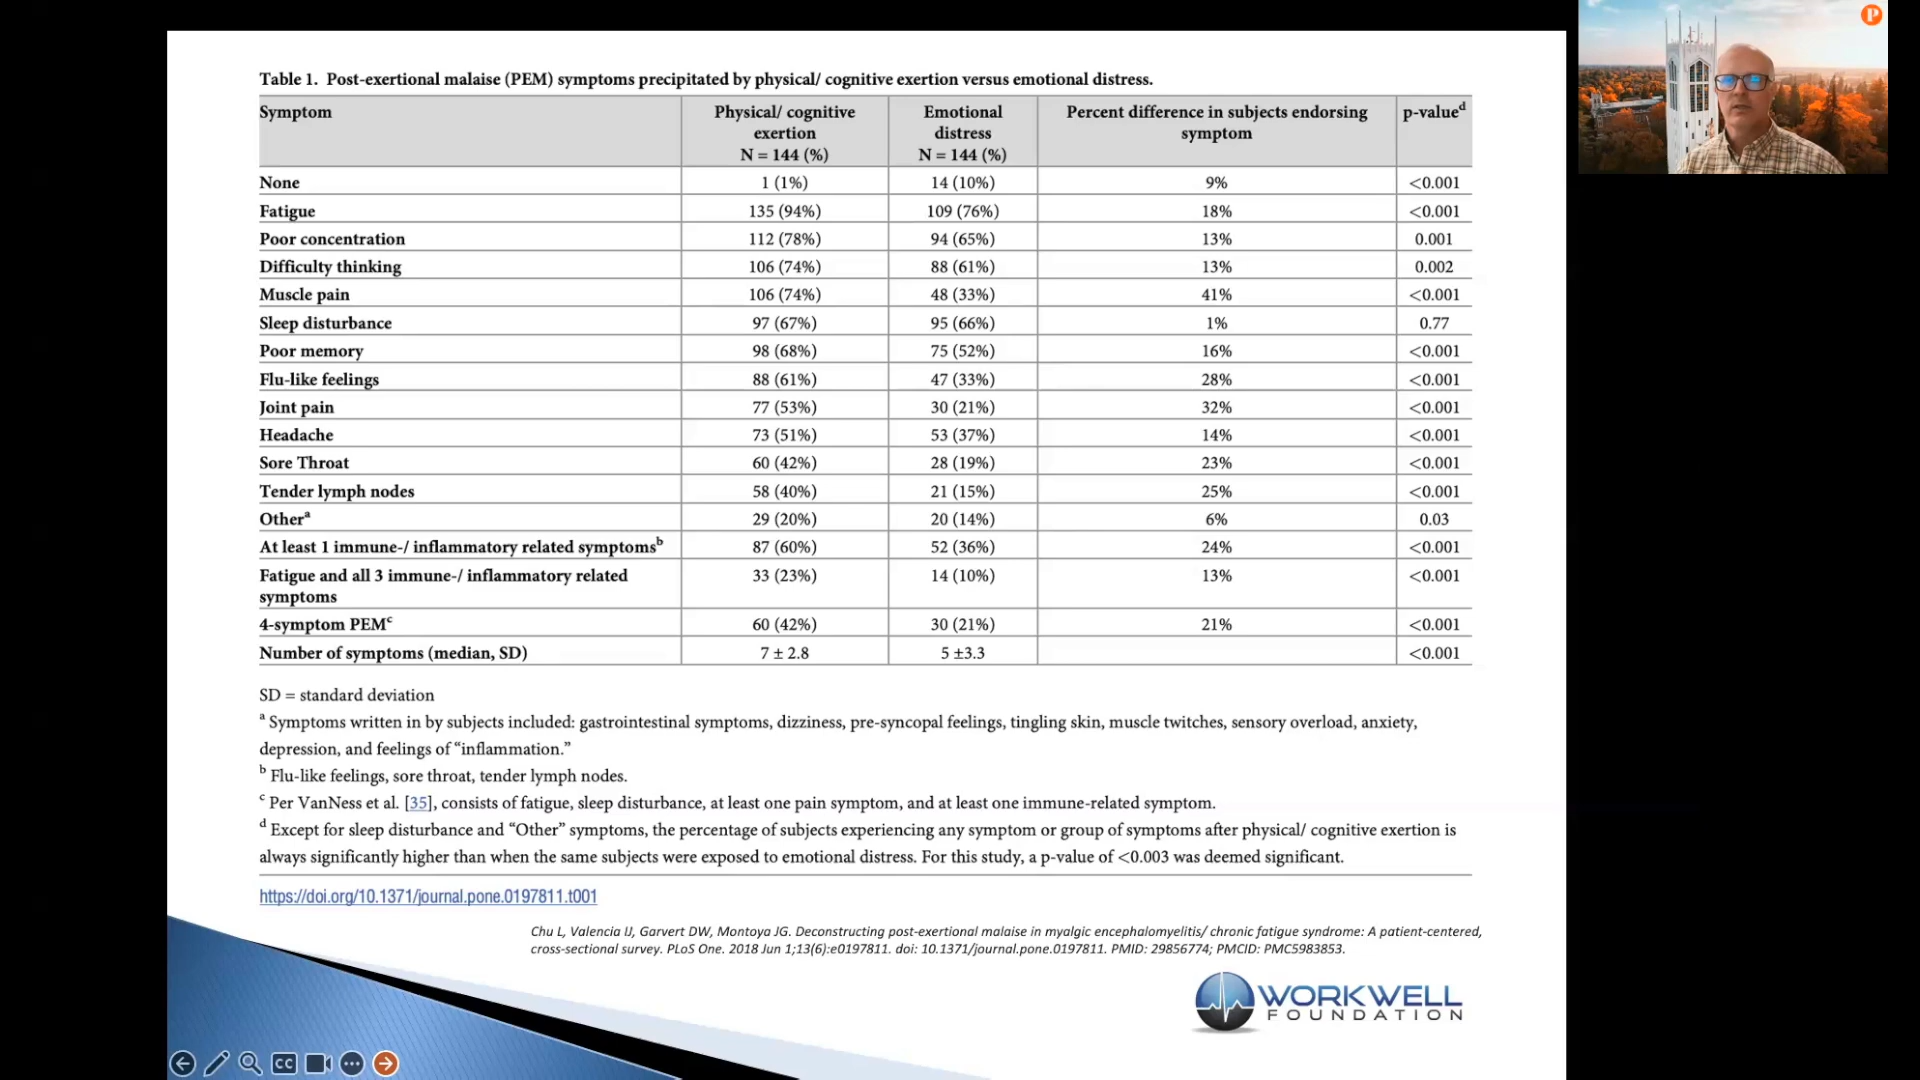 Table 1. Post-exertional malaise (PEM) symptoms precipitated by physical/ cognitive exertion versus emotional distress.
Symptom Physical/ cognitive exertion N = 144 (%) Emotional distress N = 144 (%) Percent difference in subjects endorsing symptom p-valueᵈ
None 1 (1%) 14 (10%) 9% <0.001
Fatigue 135 (94%) 109 (76%) 18% <0.001
Poor concentration 112 (78%) 94 (65%) 13% 0.001
Difficulty thinking 106 (74%) 88 (61%) 13% 0.002
Muscle pain 106 (74%) 48 (33%) 41% <0.001
Sleep disturbance 97 (67%) 95 (66%) 1% 0.77
Poor memory 98 (68%) 75 (52%) 16% <0.001
Flu-like feelings 88 (61%) 47 (33%) 28% <0.001
Joint pain 77 (53%) 30 (21%) 32% <0.001
Headache 73 (51%) 53 (37%) 14% <0.001
Sore Throat 60 (42%) 28 (19%) 23% <0.001
Tender lymph nodes 58 (40%) 21 (15%) 25% <0.001
Otherᵃ 29 (20%) 20 (14%) 6% 0.03
At least 1 immune-/ inflammatory related symptomsᵇ 87 (60%) 52 (36%) 24% <0.001
Fatigue and all 3 immune-/ inflammatory related symptoms 33 (23%) 14 (10%) 13% <0.001
4-symptom PEMᶜ 60 (42%) 30 (21%) 21% <0.001
Number of symptoms (median, SD) 7 ± 2.8 5 ±3.3 <0.001
SD = standard deviation
ᵃ Symptoms written in by subjects included: gastrointestinal symptoms, dizziness, pre-syncopal feelings, tingling skin, muscle twitches, sensory overload, anxiety,
depression, and feelings of “inflammation.”
ᵇ Flu-like feelings, sore throat, tender lymph nodes.
ᶜ Per VanNess et al. [35], consists of fatigue, sleep disturbance, at least one pain symptom, and at least one immune-related symptom.
ᵈ Except for sleep disturbance and “Other” symptoms, the percentage of subjects experiencing any symptom or group of symptoms after physical/ cognitive exertion is
always significantly higher than when the same subjects were exposed to emotional distress. For this study, a p-value of <0.003 was deemed significant.
https://doi.org/10.1371/journal.pone.0197811.t001
Chu L, Valencia IJ, Garvert DW, Montoya JG. Deconstructing post-exertional malaise in myalgic encephalomyelitis/ chronic fatigue syndrome: A patient-centered,
cross-sectional survey. PLoS One. 2018 Jun 1;13(6):e0197811. doi: 10.1371/journal.pone.0197811. PMID: 29856774; PMCID: PMC5983853.
WORKWELL
FOUNDATION
CC
P